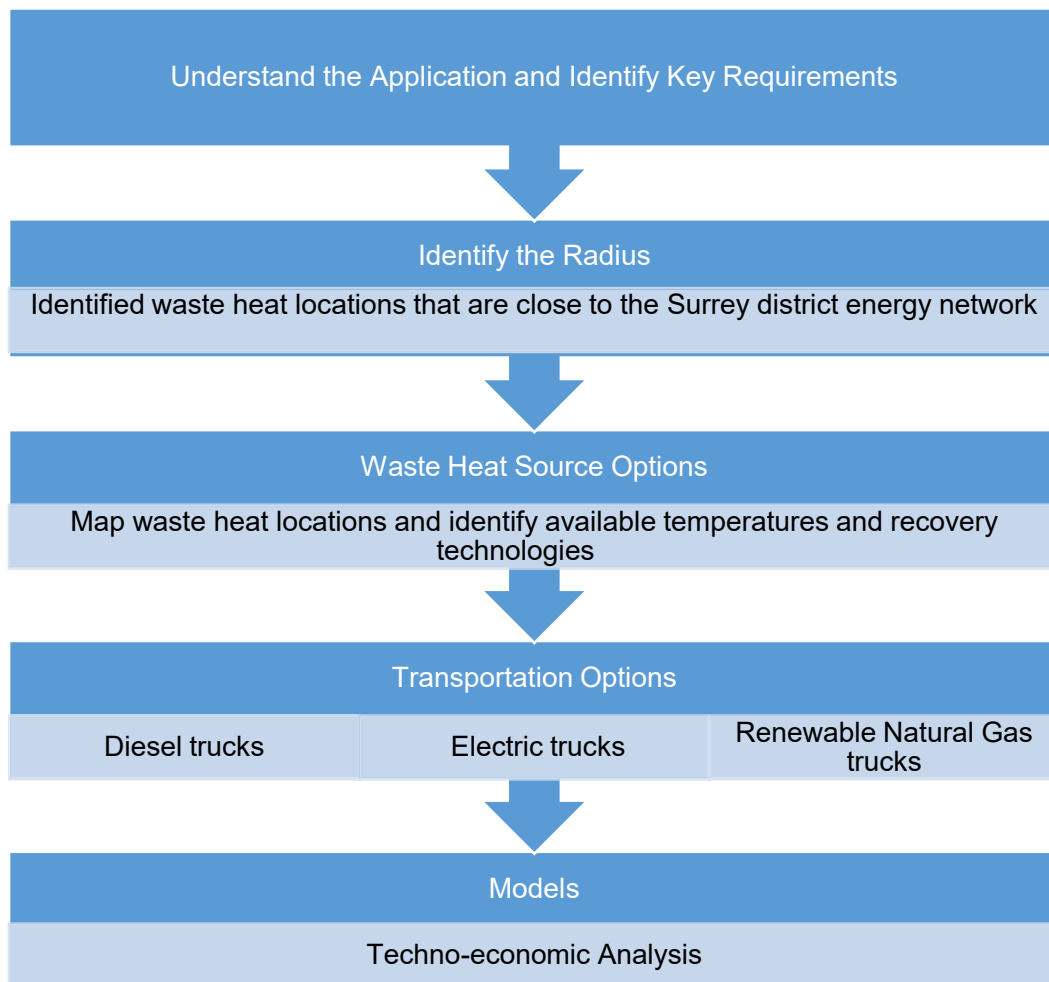 Understand the Application and Identify Key Requirements
Identify the Radius
Identified waste heat locations that are close to the Surrey district energy network
Waste Heat Source Options
Map waste heat locations and identify available temperatures and recovery
technologies
Transportation Options
Diesel trucks
Electric trucks
Renewable Natural Gas
trucks
Models
Techno-economic Analysis